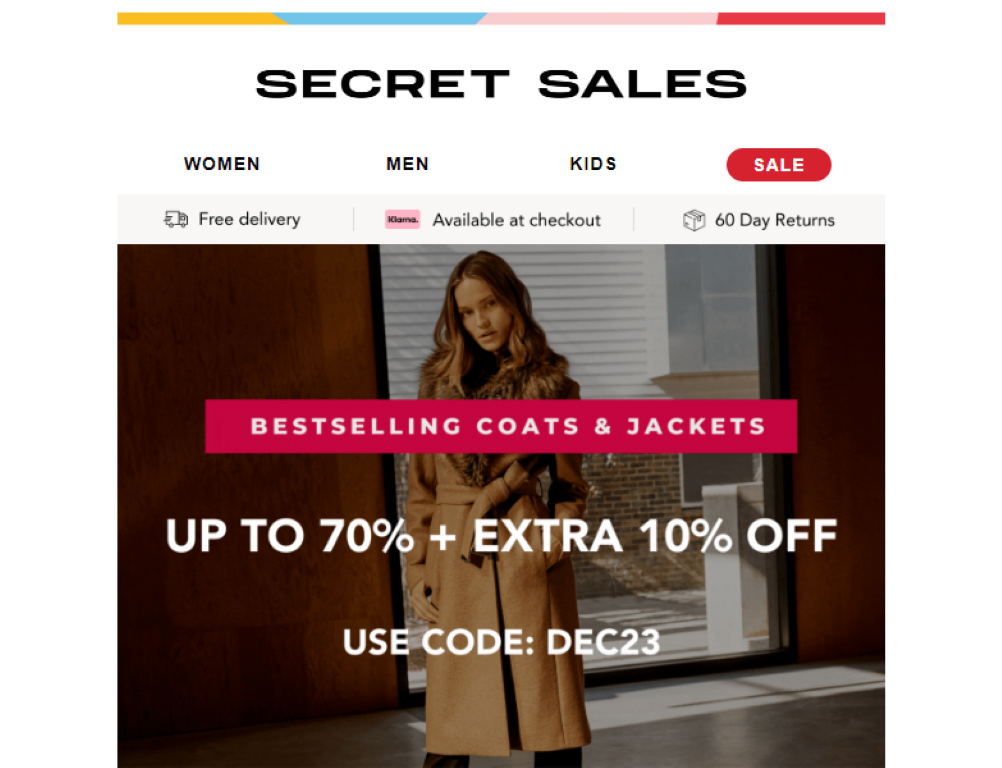 SECRET SALES
WOMEN MEN KIDS SALE
Free delivery Klarna. Available at checkout 60 Day Returns
BESTSELLING COATS & JACKETS
UP TO 70% + EXTRA 10% OFF
USE CODE: DEC23